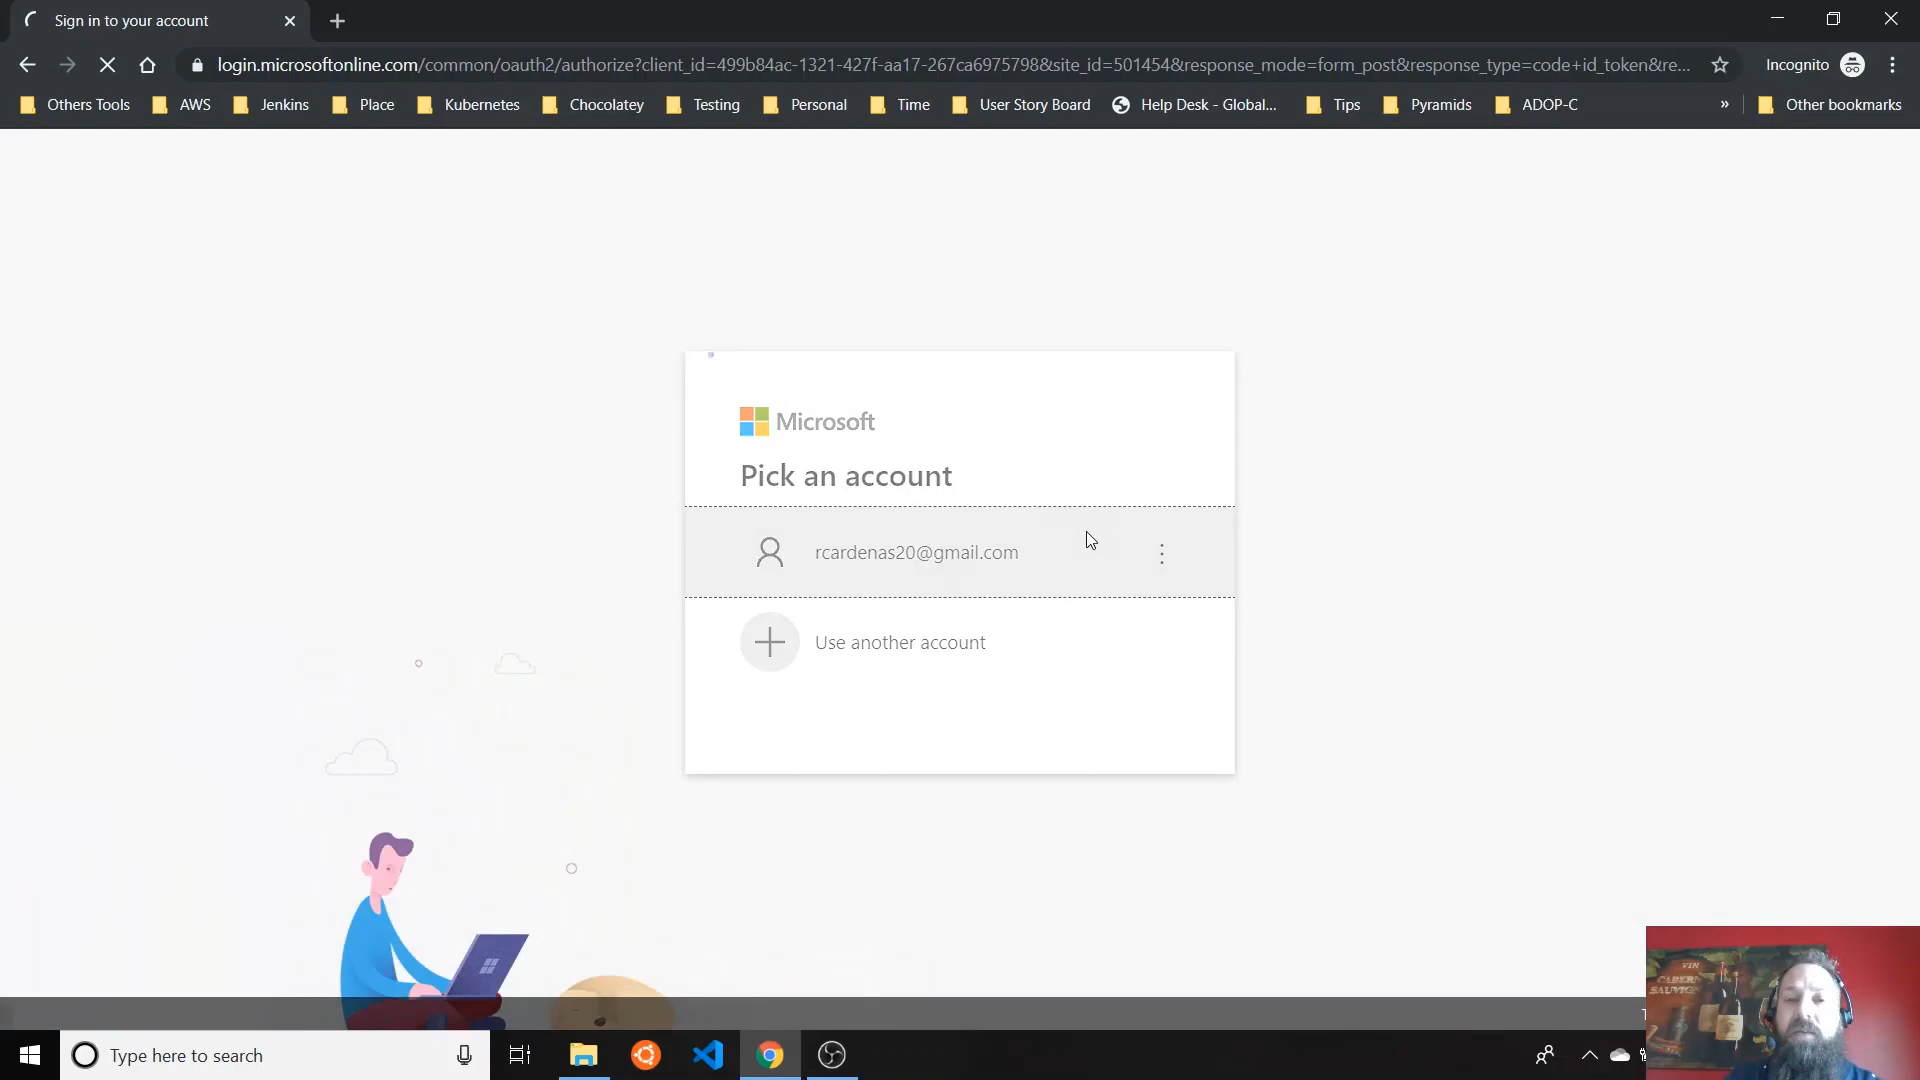 Sign in to your account
login.microsoftonline.com/common/oauth2/authorize?client_id=499b84ac-1321-427f-aa17-267ca6975798&site_id=501454&response_mode=form_post&response_type=code+id_token&re...
Incognito
Others Tools
AWS
Jenkins
Place
Kubernetes
Chocolatey
Testing
Personal
Time
User Story Board
Help Desk - Global...
Tips
Pyramids
ADOP-C
»
Other bookmarks
Microsoft
Pick an account
rcardenas20@gmail.com
Use another account
VIN
CABERN
SAUVIG
Type here to search